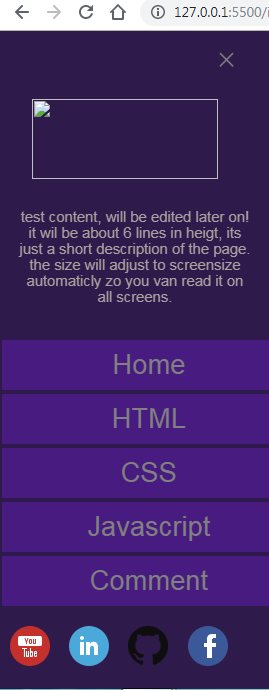 127.0.0.1:5500/i
test content, will be edited later on!
it wil be about 6 lines in heigt, its
just a short description of the page.
the size will adjust to screensize
automaticly zo you van read it on
all screens.
Home
HTML
CSS
Javascript
Comment
You
Tube
in
f